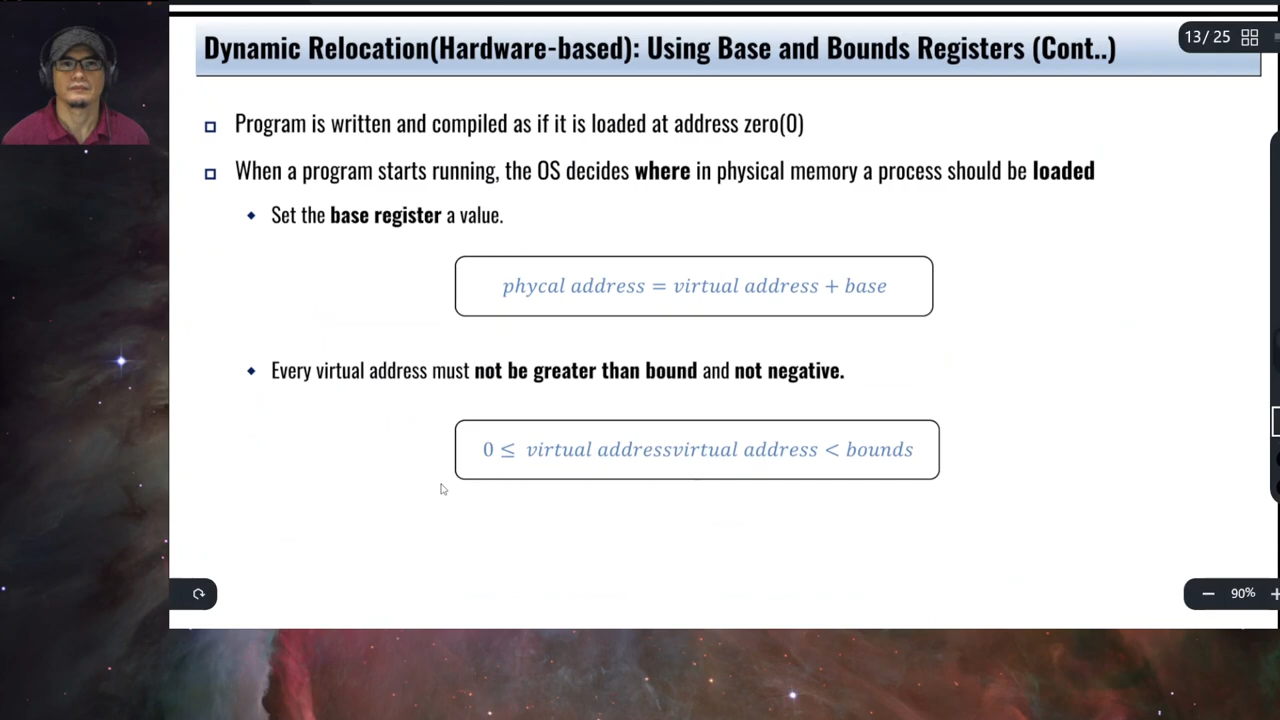 Dynamic Relocation(Hardware-based): Using Base and Bounds Registers (Cont..)
13/ 25
Program is written and compiled as if it is loaded at address zero(0)
When a program starts running, the OS decides where in physical memory a process should be loaded
Set the base register a value.
phycal address = virtual address + base
Every virtual address must not be greater than bound and not negative.
0 ≤ virtual addressvirtual address < bounds
90%